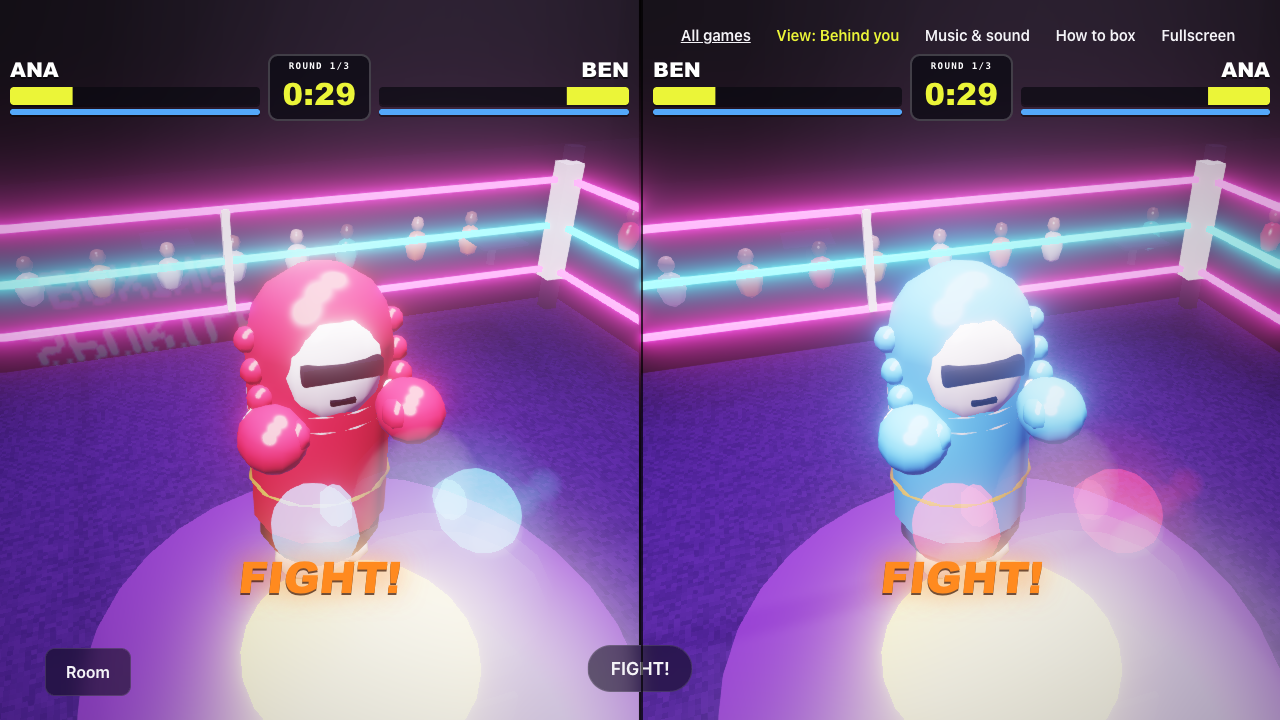 All games View: Behind you Music & sound How to box Fullscreen
ANA
ROUND 1/3
0:29
BEN
BEN
ROUND 1/3
0:29
ANA
FIGHT!
FIGHT!
Room
FIGHT!